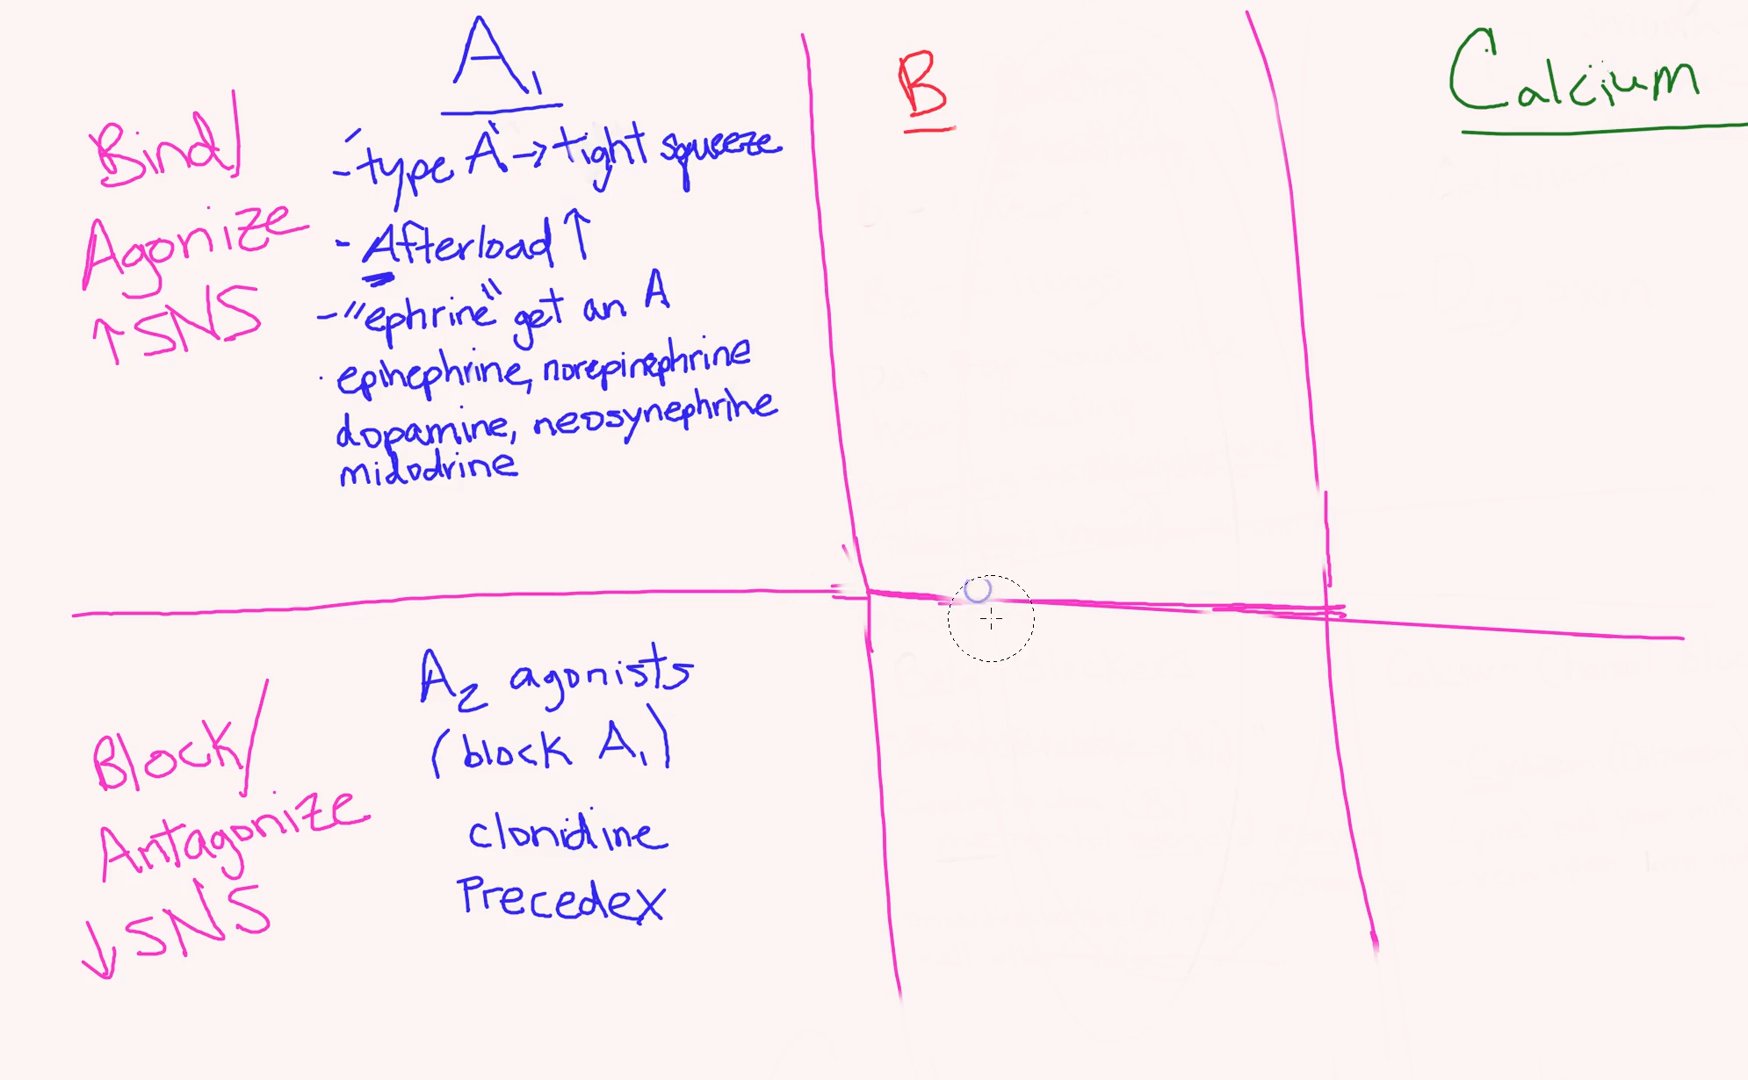 A₁
B
Calcium
Bind/
Agonize
↑SNS
- type A → tight squeeze
- Afterload ↑
- "ephrine" get an A
· epinephrine, norepinephrine
dopamine, neosynephrine
midodrine
Block/
Antagonize
↓SNS
A₂ agonists
(block A₁)
clonidine
Precedex